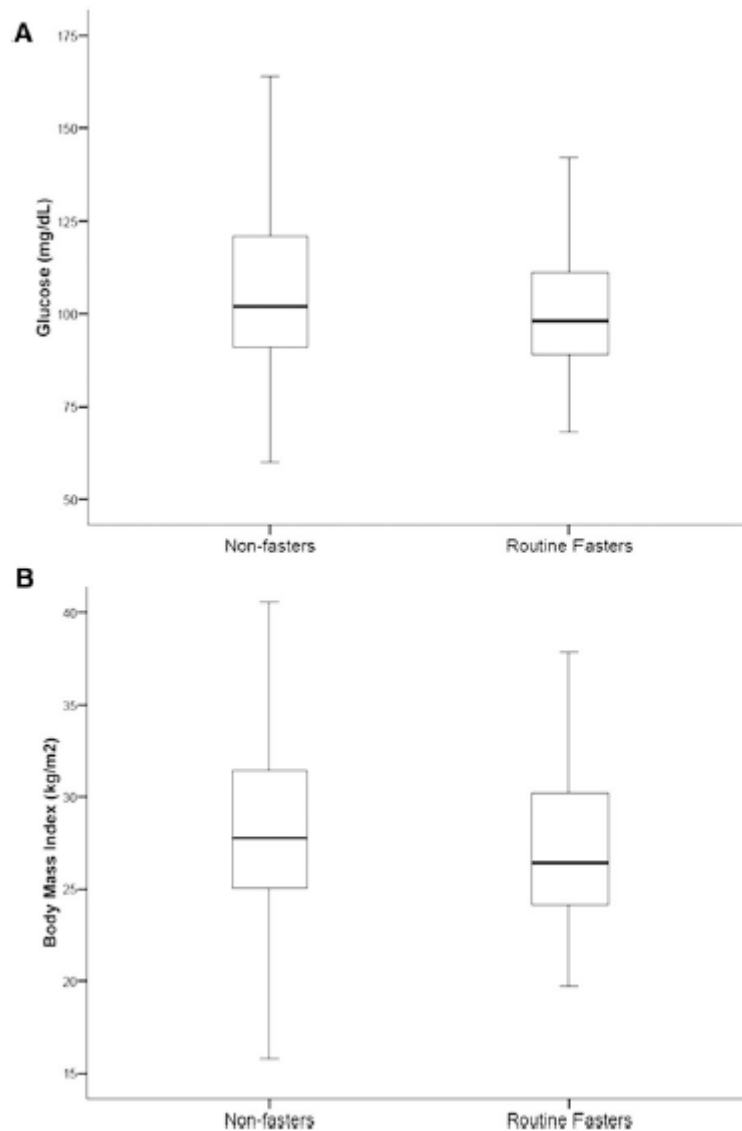 A
175
150
125
100
75
50
Glucose (mg/dL)
Non-fasters Routine Fasters
B
40
35
30
25
20
15
Body Mass Index (kg/m2)
Non-fasters Routine Fasters